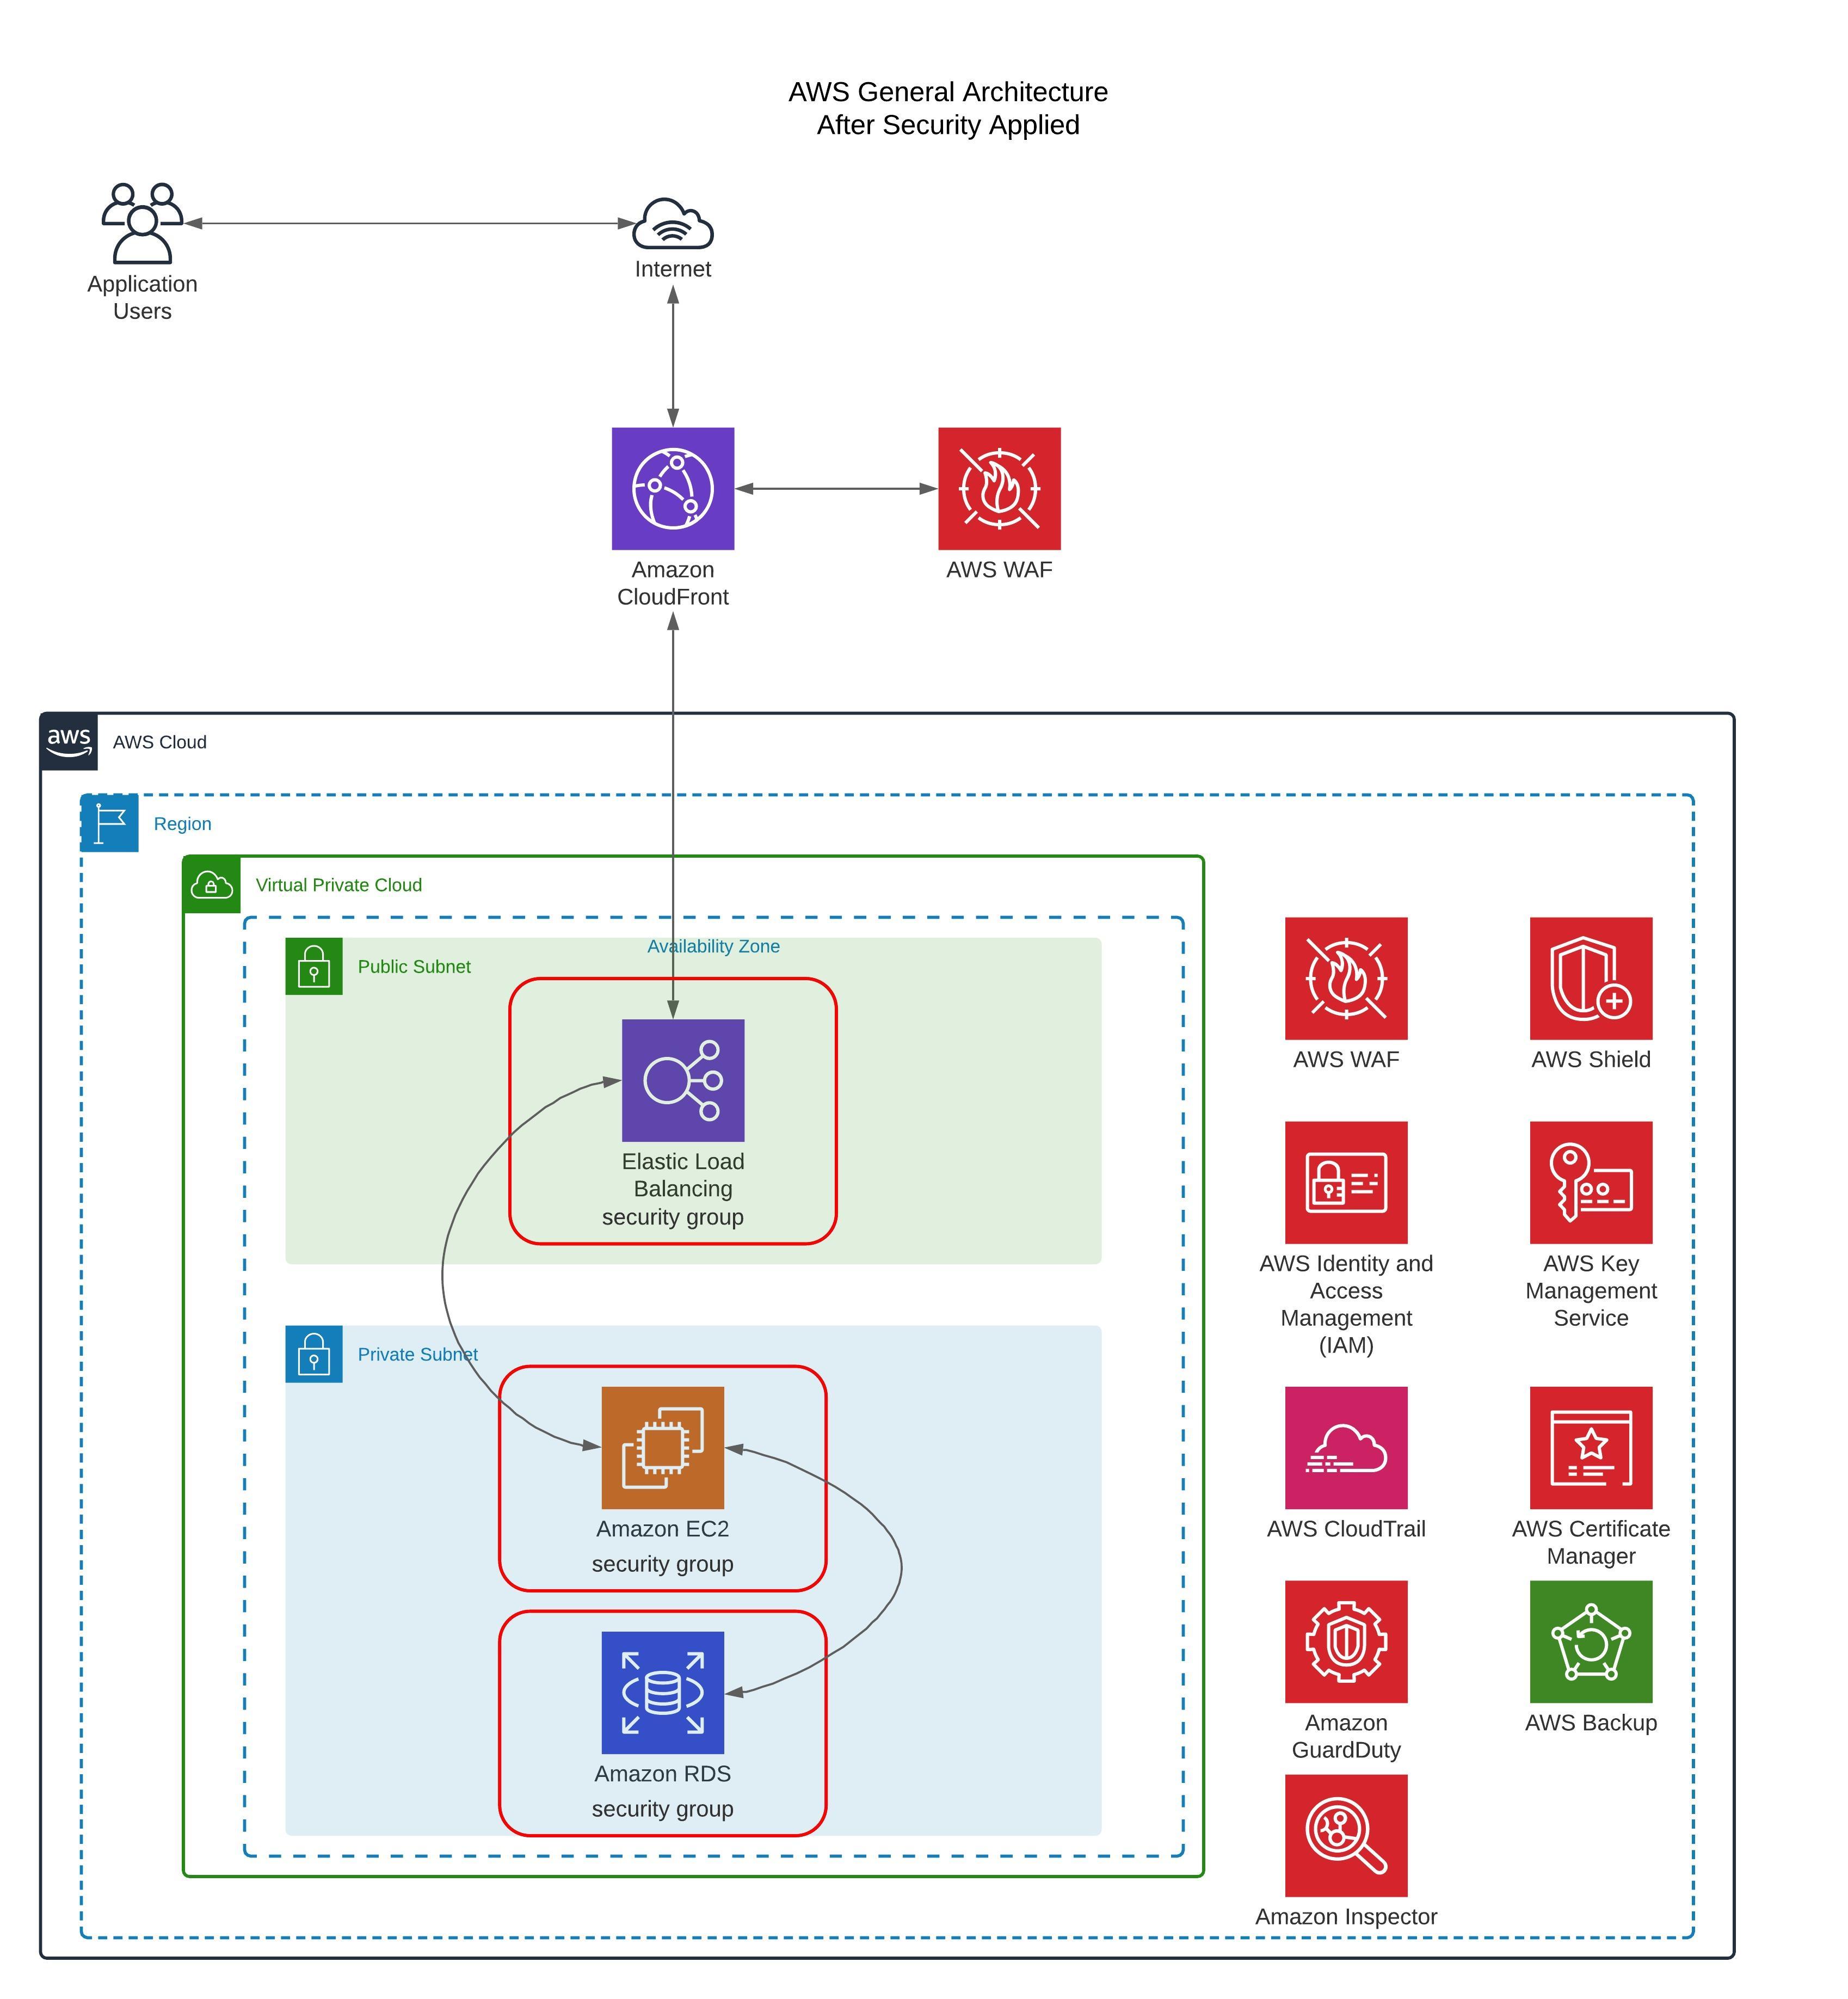 AWS General Architecture
After Security Applied
Application
Users
Internet
Amazon
CloudFront
AWS WAF
aws
AWS Cloud
Region
Virtual Private Cloud
Availability Zone
Public Subnet
Elastic Load
Balancing
security group
Private Subnet
Amazon EC2
security group
Amazon RDS
security group
AWS WAF
AWS Shield
AWS Identity and
Access
Management
(IAM)
AWS Key
Management
Service
AWS CloudTrail
AWS Certificate
Manager
Amazon
GuardDuty
AWS Backup
Amazon Inspector